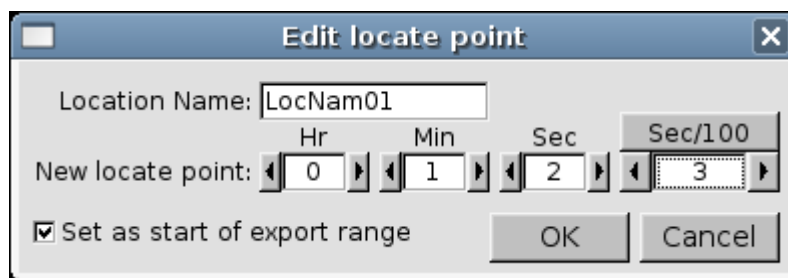 Edit locate point
Location Name: LocNam01
Hr Min Sec Sec/100
New locate point: 0 1 2 3
Set as start of export range OK Cancel